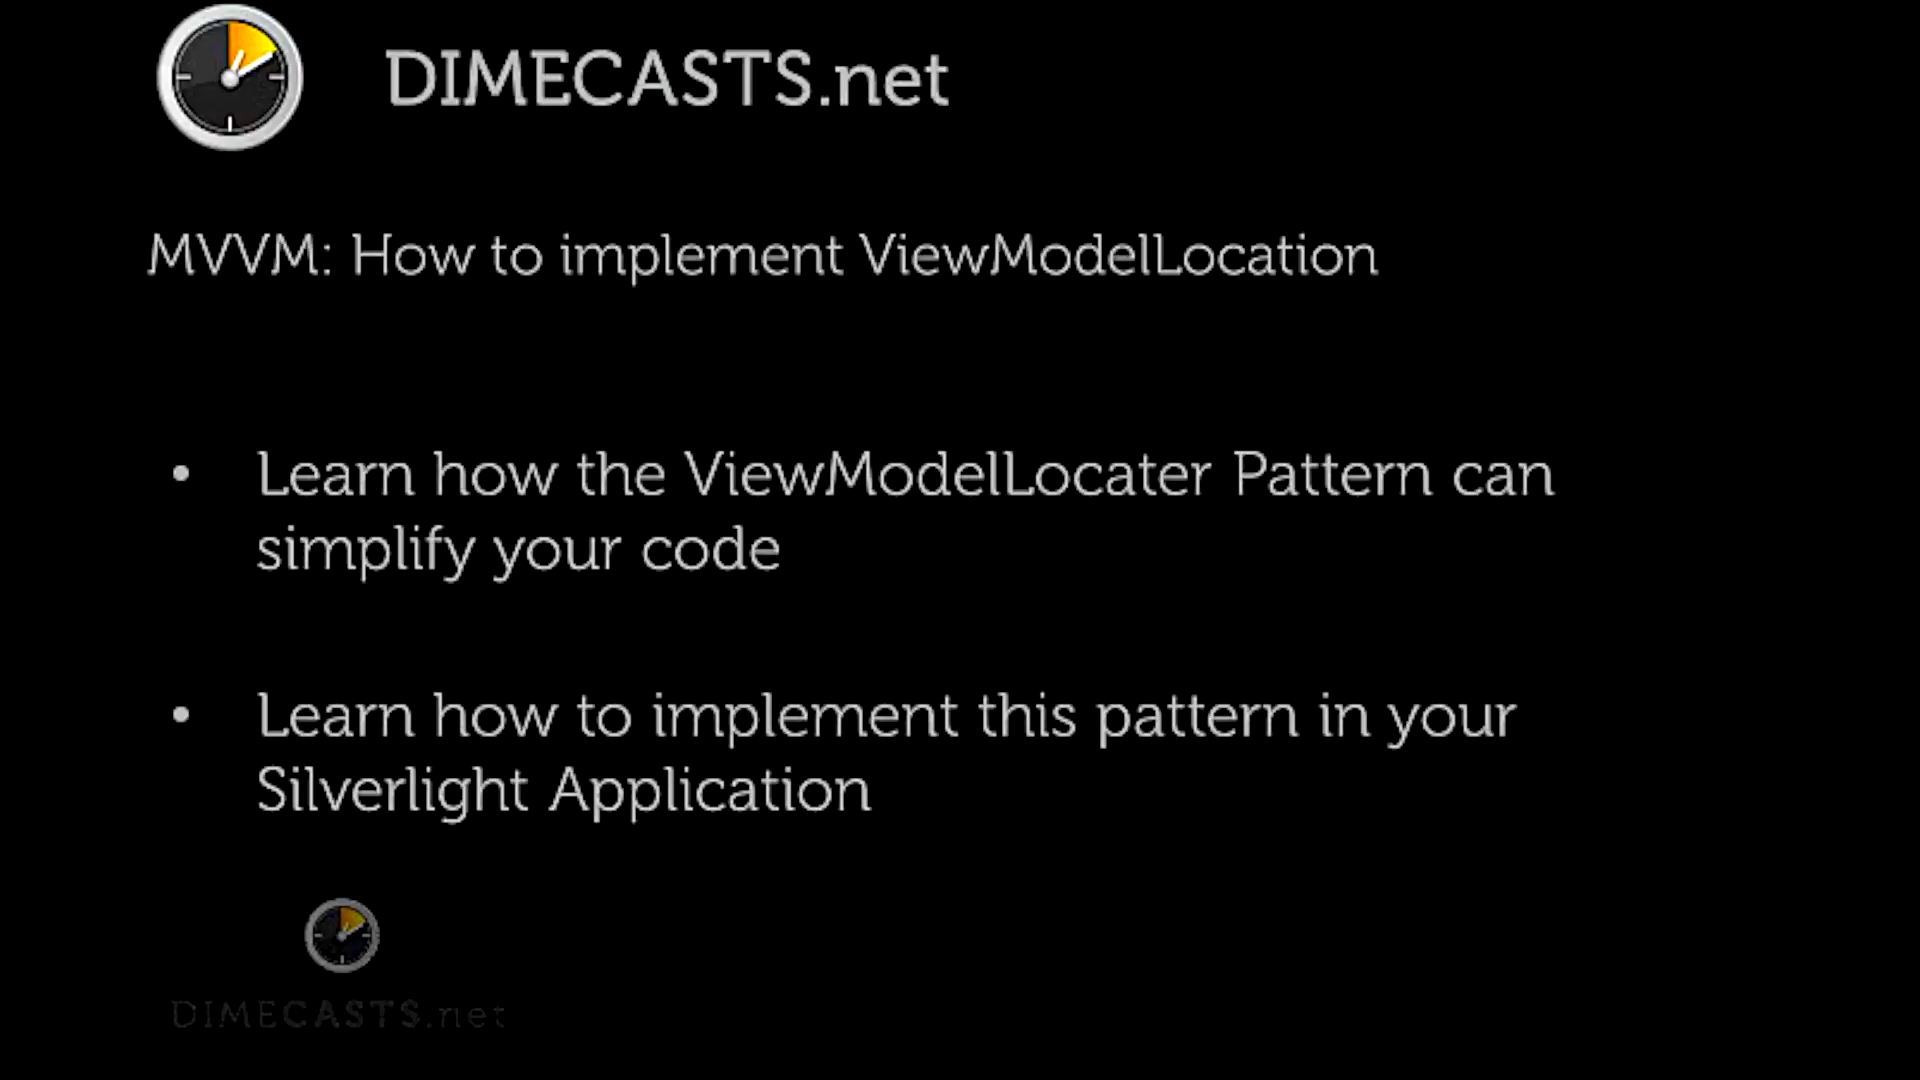 DIMECASTS.net
MVVM: How to implement ViewModelLocation
• Learn how the ViewModelLocater Pattern can
simplify your code
• Learn how to implement this pattern in your
Silverlight Application
DIMECASTS.net